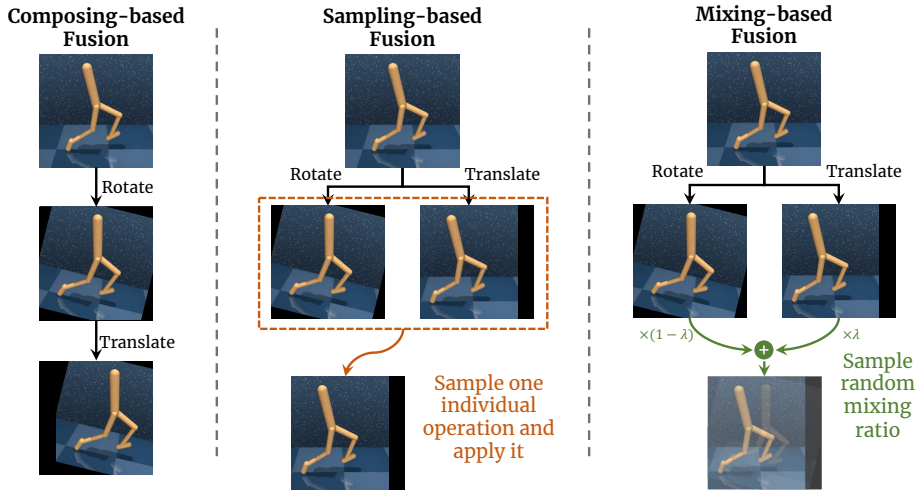 Composing-based
Fusion
Rotate
Translate
Sampling-based
Fusion
Rotate
Translate
Sample one
individual
operation and
apply it
Mixing-based
Fusion
Rotate
Translate
×(1 − λ)
×λ
+
Sample
random
mixing
ratio